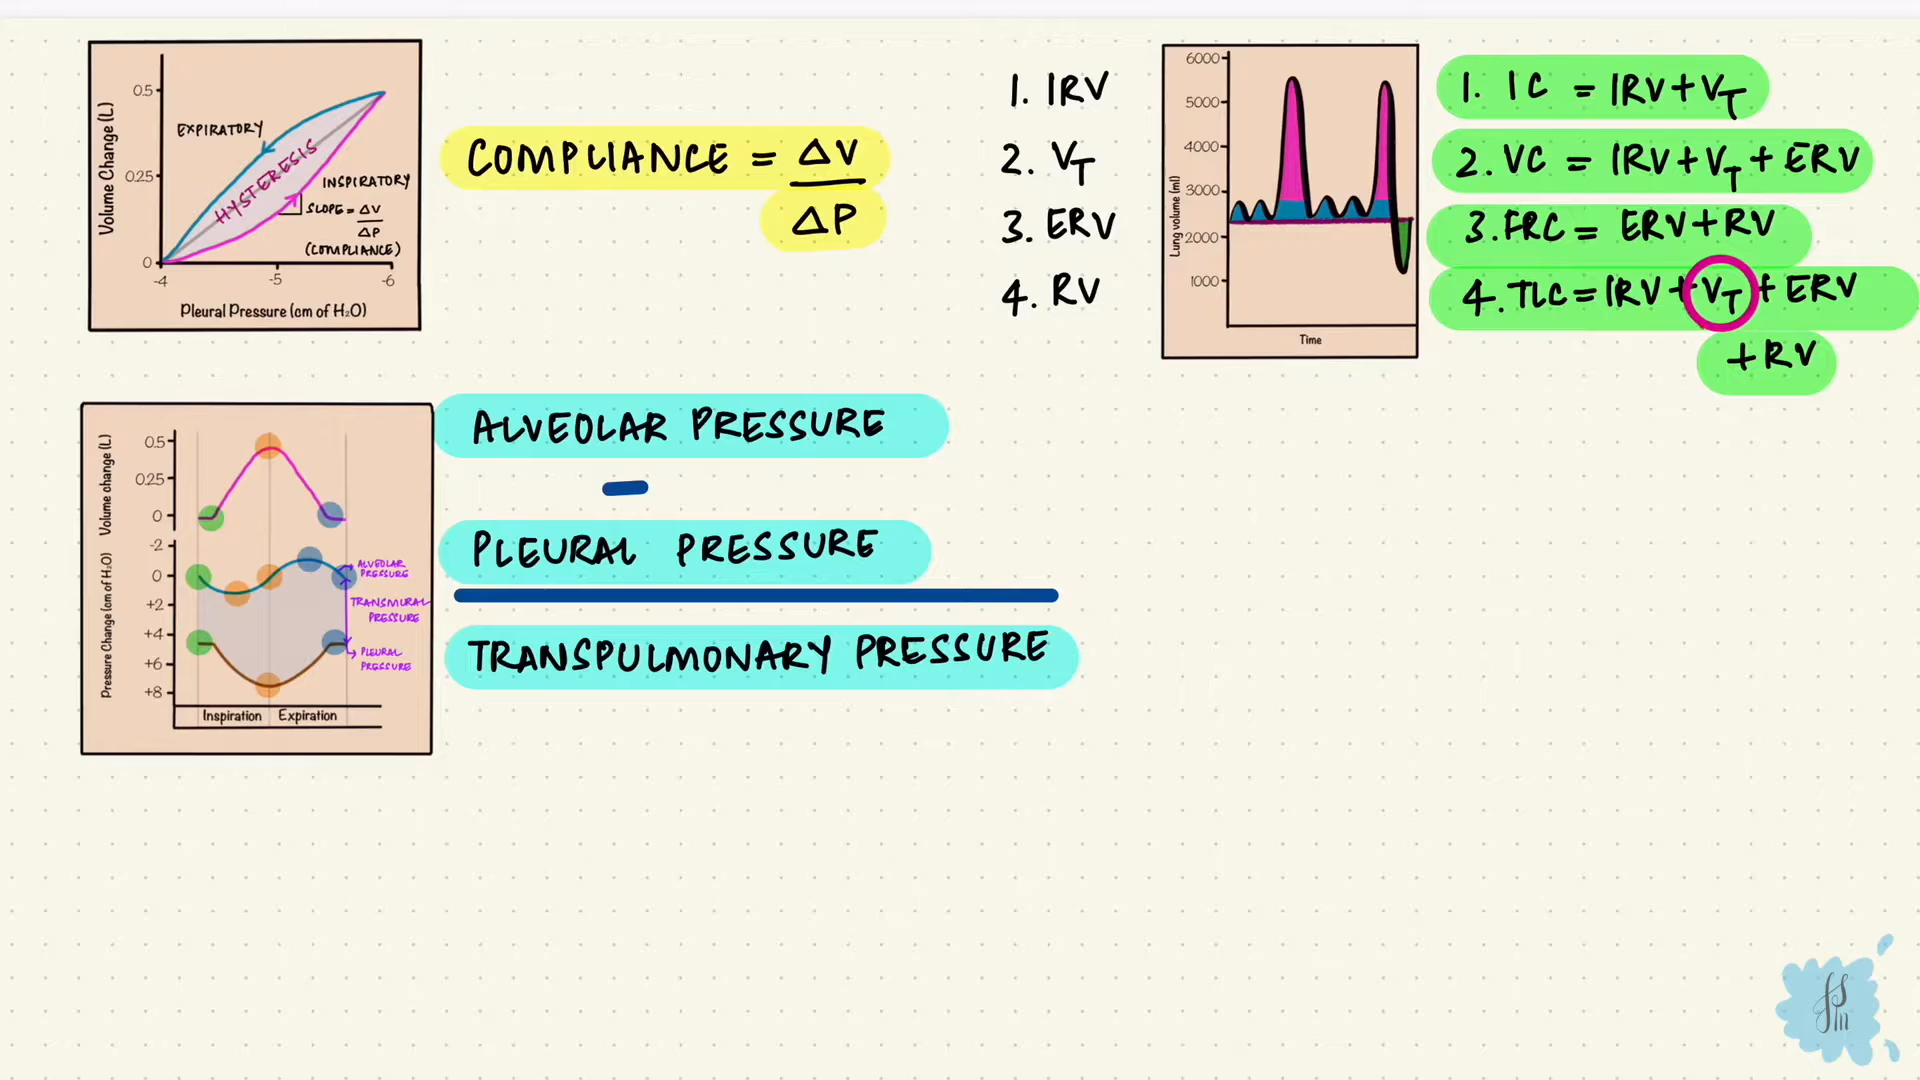 Volume Change (L)
0.5
0.25
0
-4
-5
-6
EXPIRATORY
HYSTERESIS
INSPIRATORY
SLOPE = ΔV
ΔP
(COMPLIANCE)
Pleural Pressure (cm of H₂O)
COMPLIANCE = ΔV
ΔP
1. IRV
2. VT
3. ERV
4. RV
Lung volume (ml)
6000
5000
4000
3000
2000
1000
Time
1. IC = IRV+VT
2. VC = IRV+VT+ERV
3. FRC = ERV+RV
4. TLC = IRV+VT+ERV
+RV
Volume change (L)
0.5
0.25
0
Pressure Change (cm of H₂O)
-2
0
+2
+4
+6
+8
ALVEOLAR
PRESSURE
TRANSMURAL
PRESSURE
PLEURAL
PRESSURE
Inspiration
Expiration
ALVEOLAR PRESSURE
–
PLEURAL PRESSURE
TRANSPULMONARY PRESSURE